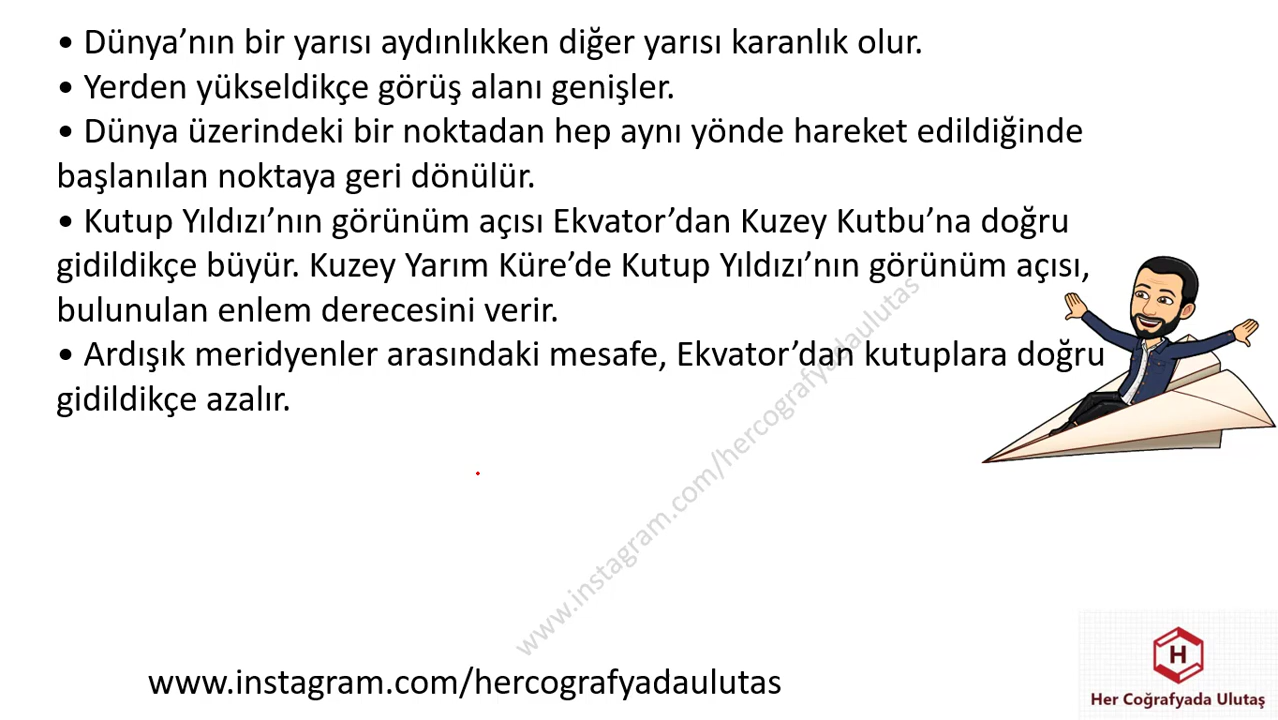 • Dünya’nın bir yarısı aydınlıkken diğer yarısı karanlık olur.
• Yerden yükseldikçe görüş alanı genişler.
• Dünya üzerindeki bir noktadan hep aynı yönde hareket edildiğinde
başlanılan noktaya geri dönülür.
• Kutup Yıldızı’nın görünüm açısı Ekvator’dan Kuzey Kutbu’na doğru
gidildikçe büyür. Kuzey Yarım Küre’de Kutup Yıldızı’nın görünüm açısı,
bulunulan enlem derecesini verir.
• Ardışık meridyenler arasındaki mesafe, Ekvator’dan kutuplara doğru
gidildikçe azalır.
www.instagram.com/hercografyadaulutas
www.instagram.com/hercografyadaulutas
H
Her Coğrafyada Ulutaş